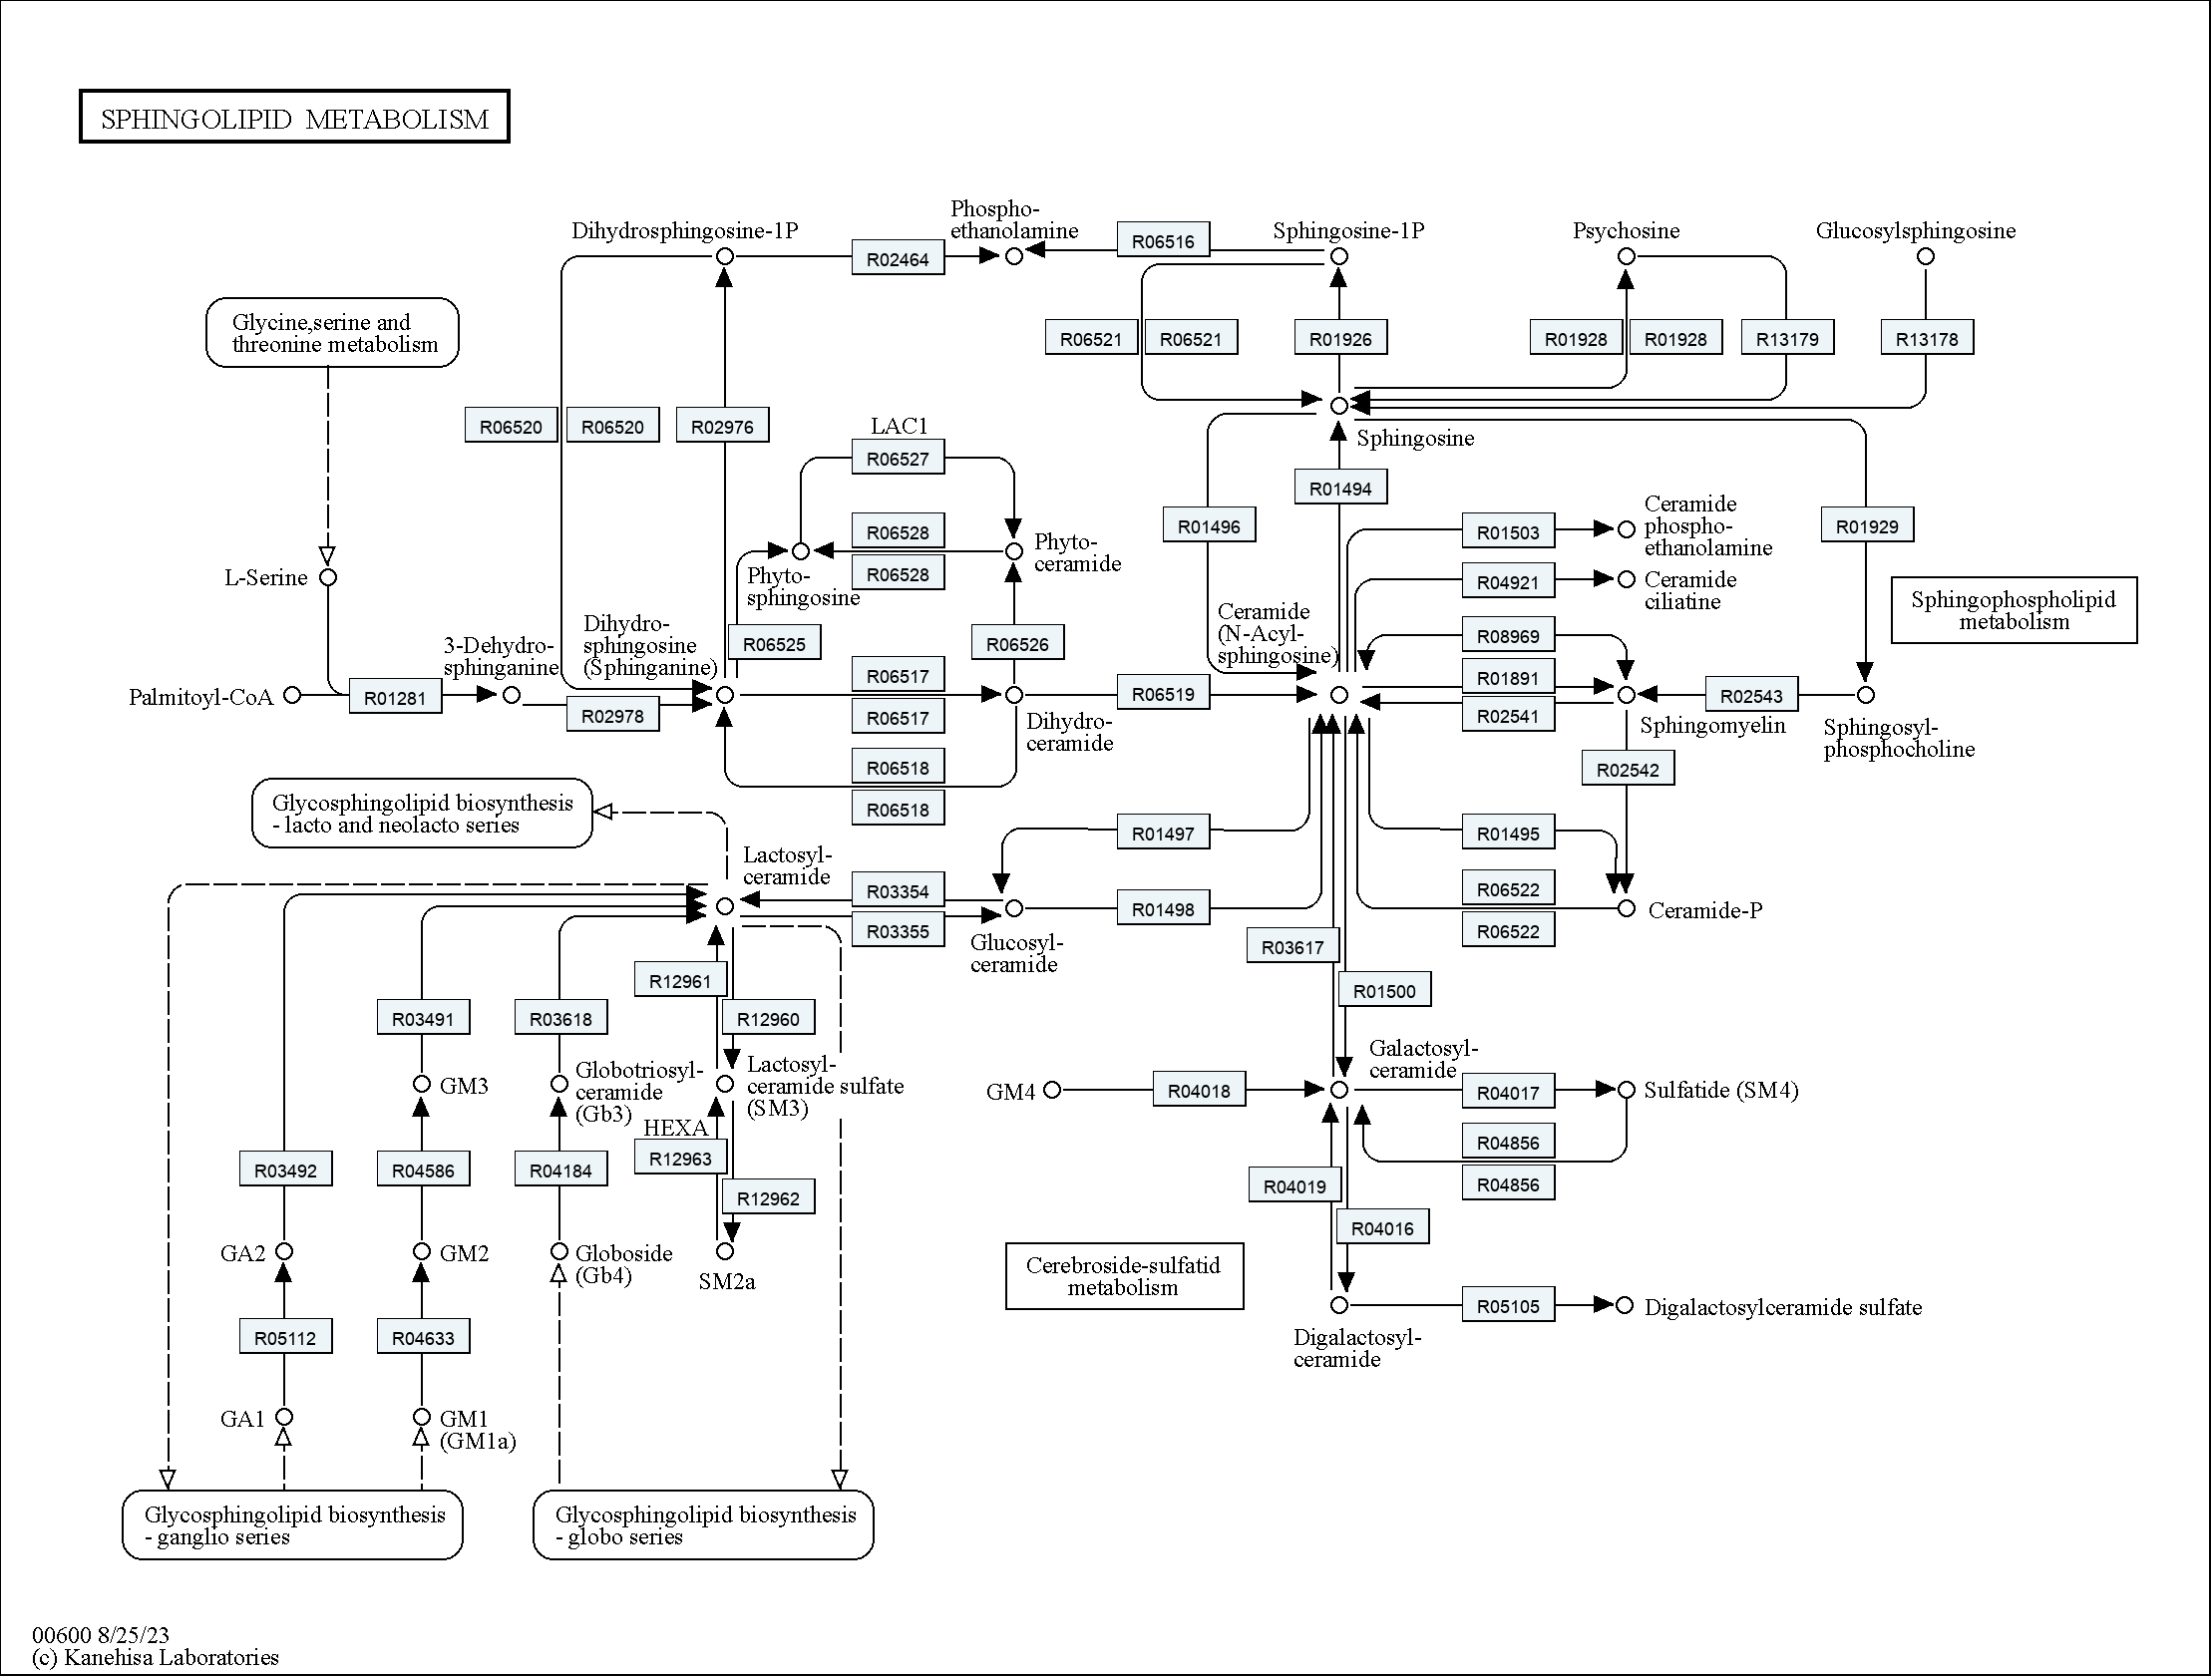 SPHINGOLIPID METABOLISM
Dihydrosphingosine-1P
Phospho-
ethanolamine
R02464
R06516
Sphingosine-1P
Psychosine
Glucosylsphingosine
Glycine,serine and
threonine metabolism
R06521
R06521
R01926
R01928
R01928
R13179
R13178
R06520
R06520
R02976
LAC1
R06527
Sphingosine
R01494
R06528
R06528
Phyto-
sphingosine
Phyto-
ceramide
R01496
R01503
Ceramide
phospho-
ethanolamine
R01929
R04921
Ceramide
ciliatine
L-Serine
Sphingophospholipid
metabolism
3-Dehydro-
sphinganine
Dihydro-
sphingosine
(Sphinganine)
R06525
R06526
Ceramide
(N-Acyl-
sphingosine)
R08969
Palmitoyl-CoA
R01281
R02978
R06517
R06517
R06519
R01891
R02541
R02543
Dihydro-
ceramide
Sphingomyelin
Sphingosyl-
phosphocholine
R06518
R06518
R02542
Glycosphingolipid biosynthesis
- lacto and neolacto series
R01497
R01495
Lactosyl-
ceramide
R03354
R03355
R01498
R06522
R06522
Ceramide-P
Glucosyl-
ceramide
R03617
R12961
R01500
R03491
R03618
R12960
GM3
Globotriosyl-
ceramide
(Gb3)
Lactosyl-
ceramide sulfate
(SM3)
GM4
R04018
Galactosyl-
ceramide
R04017
Sulfatide (SM4)
HEXA
R04856
R04856
R03492
R04586
R04184
R12963
R12962
R04019
R04016
GA2
GM2
Globoside
(Gb4)
SM2a
Cerebroside-sulfatid
metabolism
R05112
R04633
R05105
Digalactosylceramide sulfate
Digalactosyl-
ceramide
GA1
GM1
(GM1a)
Glycosphingolipid biosynthesis
- ganglio series
Glycosphingolipid biosynthesis
- globo series
00600 8/25/23
(c) Kanehisa Laboratories